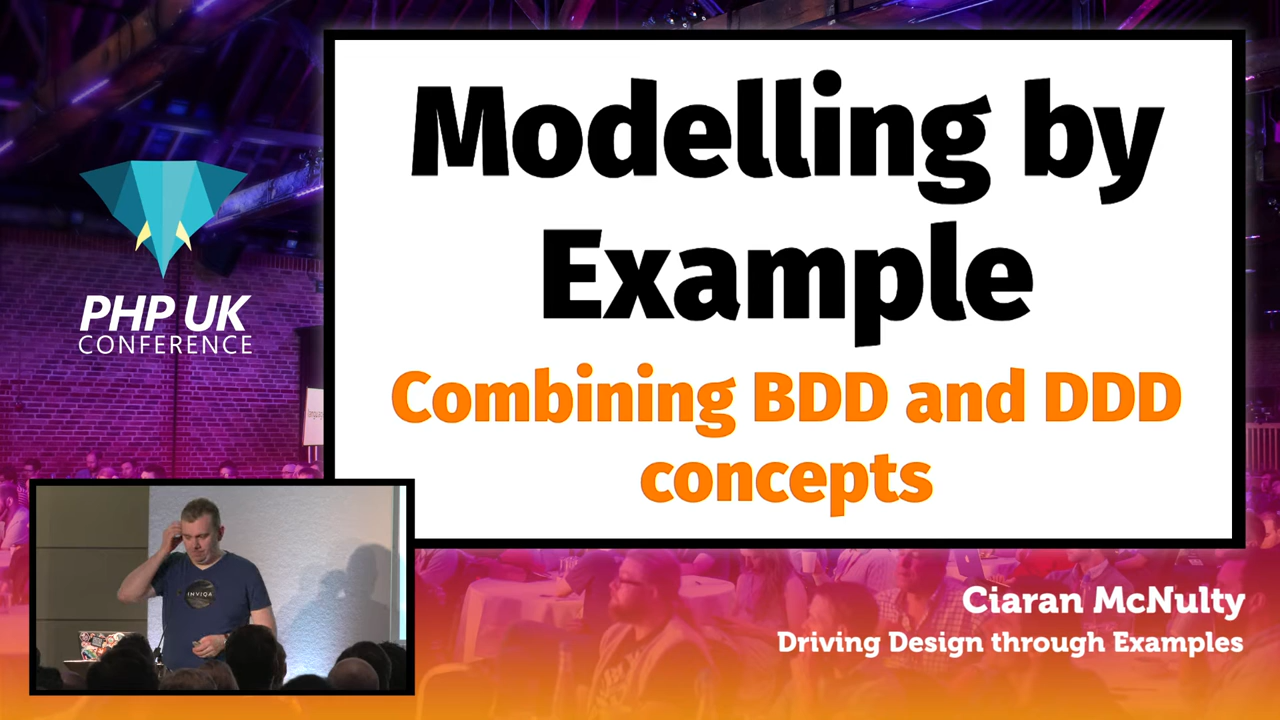 Modelling by
Example
Combining BDD and DDD
concepts
PHP UK
CONFERENCE
INVIQA
Ciaran McNulty
Driving Design through Examples